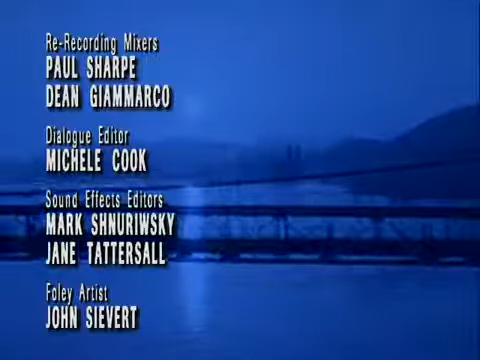 Re-Recording Mixers
PAUL SHARPE
DEAN GIAMMARCO
Dialogue Editor
MICHELE COOK
Sound Effects Editors
MARK SHNURIWSKY
JANE TATTERSALL
Foley Artist
JOHN SIEVERT